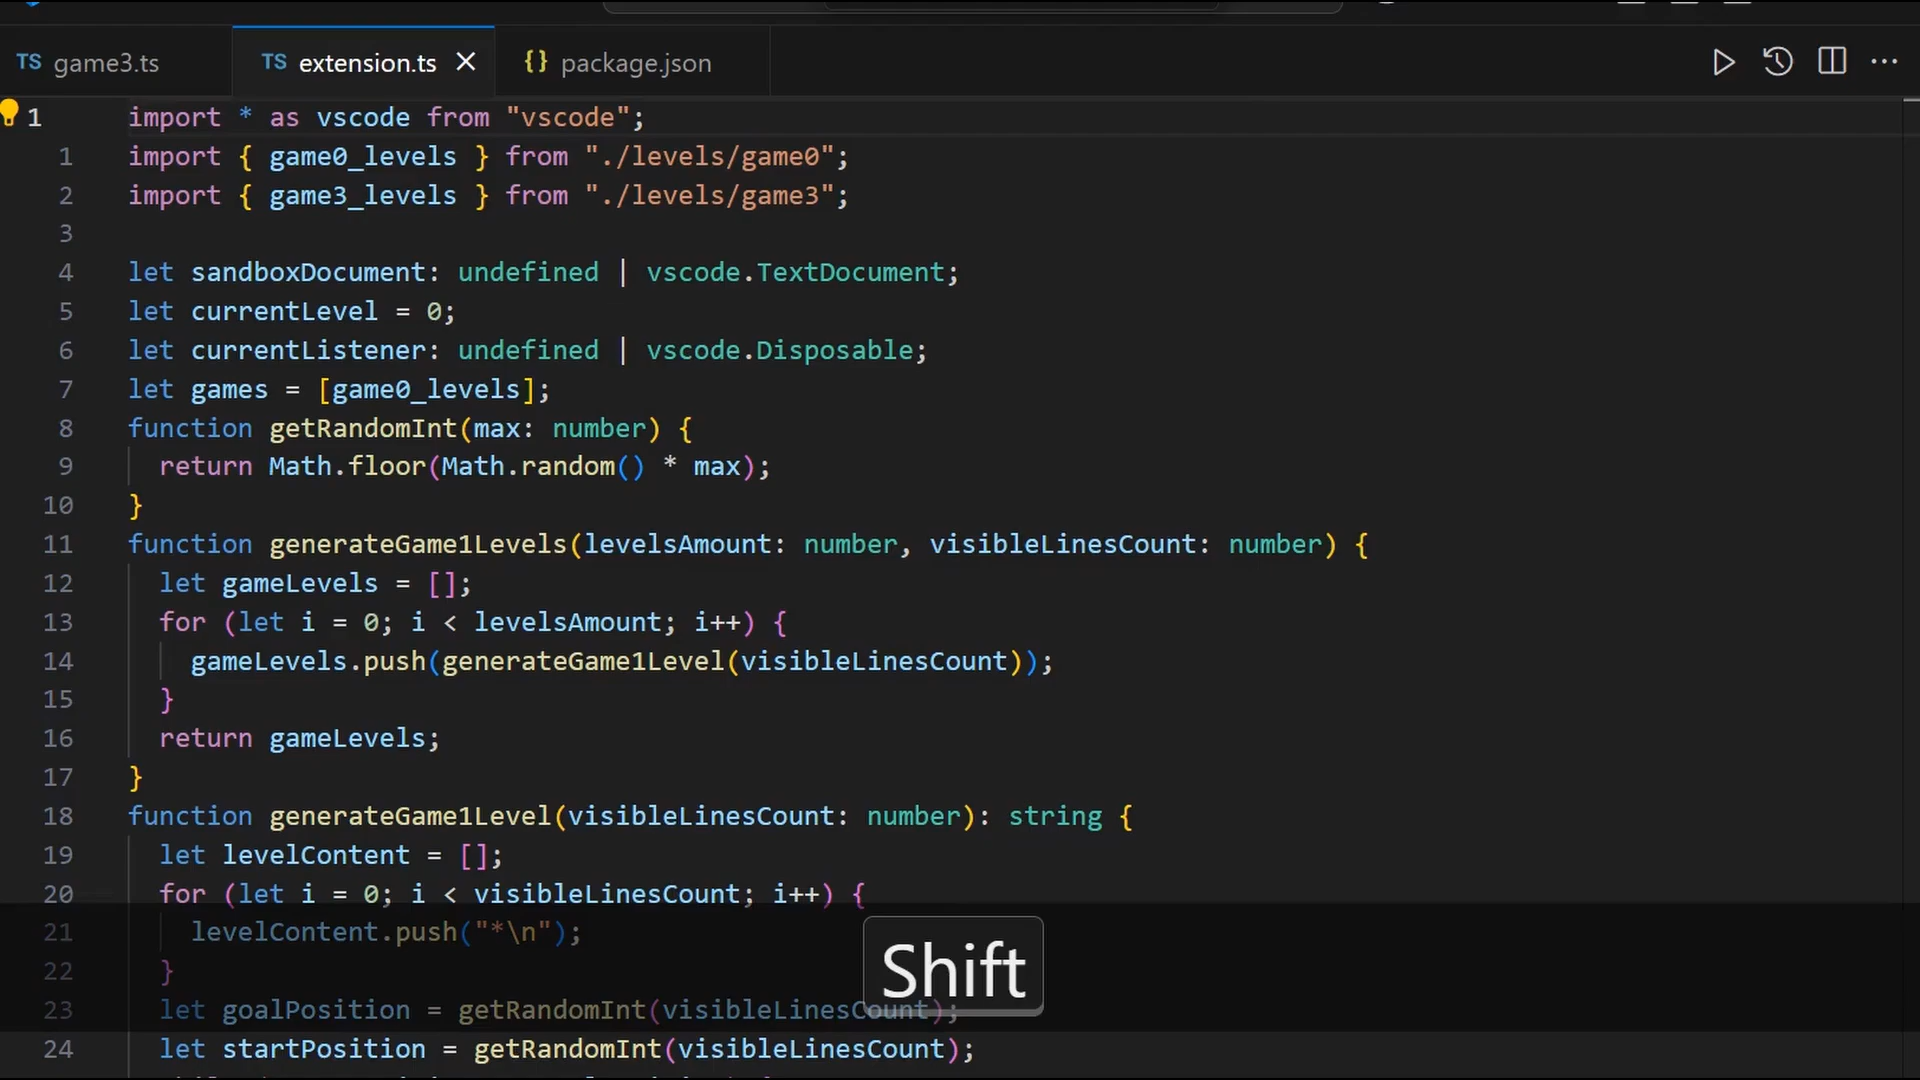 TS game3.ts TS extension.ts {} package.json
1 import * as vscode from "vscode";
1 import { game0_levels } from "./levels/game0";
2 import { game3_levels } from "./levels/game3";
3
4 let sandboxDocument: undefined | vscode.TextDocument;
5 let currentLevel = 0;
6 let currentListener: undefined | vscode.Disposable;
7 let games = [game0_levels];
8 function getRandomInt(max: number) {
9 return Math.floor(Math.random() * max);
10 }
11 function generateGame1Levels(levelsAmount: number, visibleLinesCount: number) {
12 let gameLevels = [];
13 for (let i = 0; i < levelsAmount; i++) {
14 gameLevels.push(generateGame1Level(visibleLinesCount));
15 }
16 return gameLevels;
17 }
18 function generateGame1Level(visibleLinesCount: number): string {
19 let levelContent = [];
20 for (let i = 0; i < visibleLinesCount; i++) {
21 levelContent.push("*\n");
22 }
23 let goalPosition = getRandomInt(visibleLinesCount);
24 let startPosition = getRandomInt(visibleLinesCount);
Shift